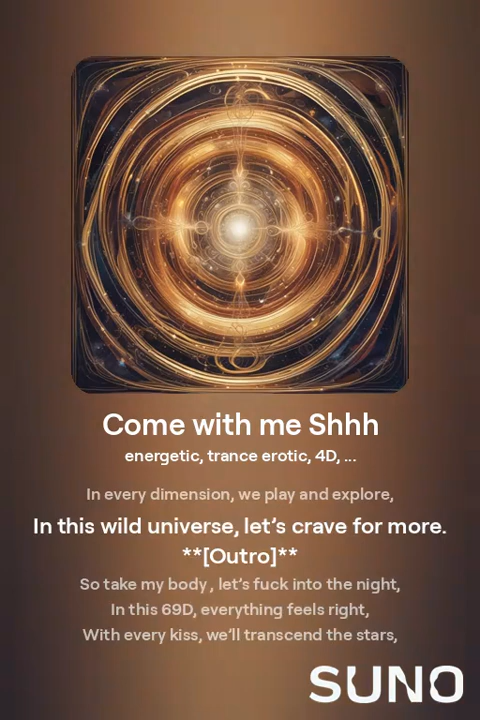 Come with me Shhh
energetic, trance erotic, 4D, ...
In every dimension, we play and explore,
In this wild universe, let's crave for more.
**[Outro]**
So take my body , let's fuck into the night,
In this 69D, everything feels right,
With every kiss, we'll transcend the stars,
SUNO